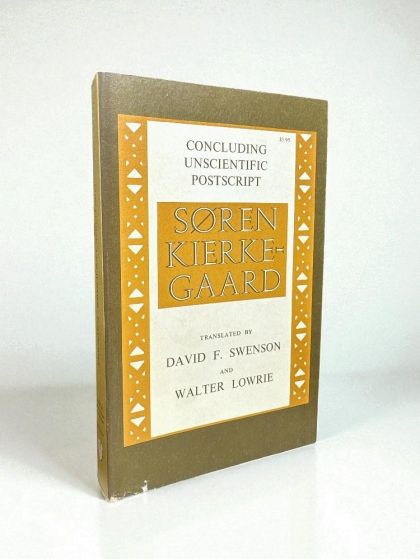 $3.95
CONCLUDING
UNSCIENTIFIC
POSTSCRIPT
SØREN
KIERKE-
GAARD
TRANSLATED BY
DAVID F. SWENSON
AND
WALTER LOWRIE